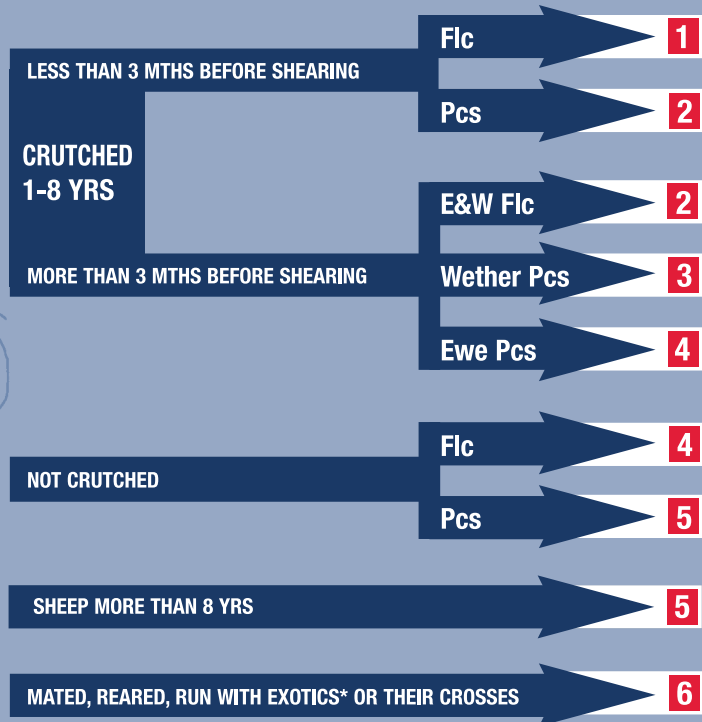 Flc 1
LESS THAN 3 MTHS BEFORE SHEARING
Pcs 2
CRUTCHED
1-8 YRS
E&W Flc 2
MORE THAN 3 MTHS BEFORE SHEARING
Wether Pcs 3
Ewe Pcs 4
Flc 4
NOT CRUTCHED
Pcs 5
SHEEP MORE THAN 8 YRS 5
MATED, REARED, RUN WITH EXOTICS* OR THEIR CROSSES 6